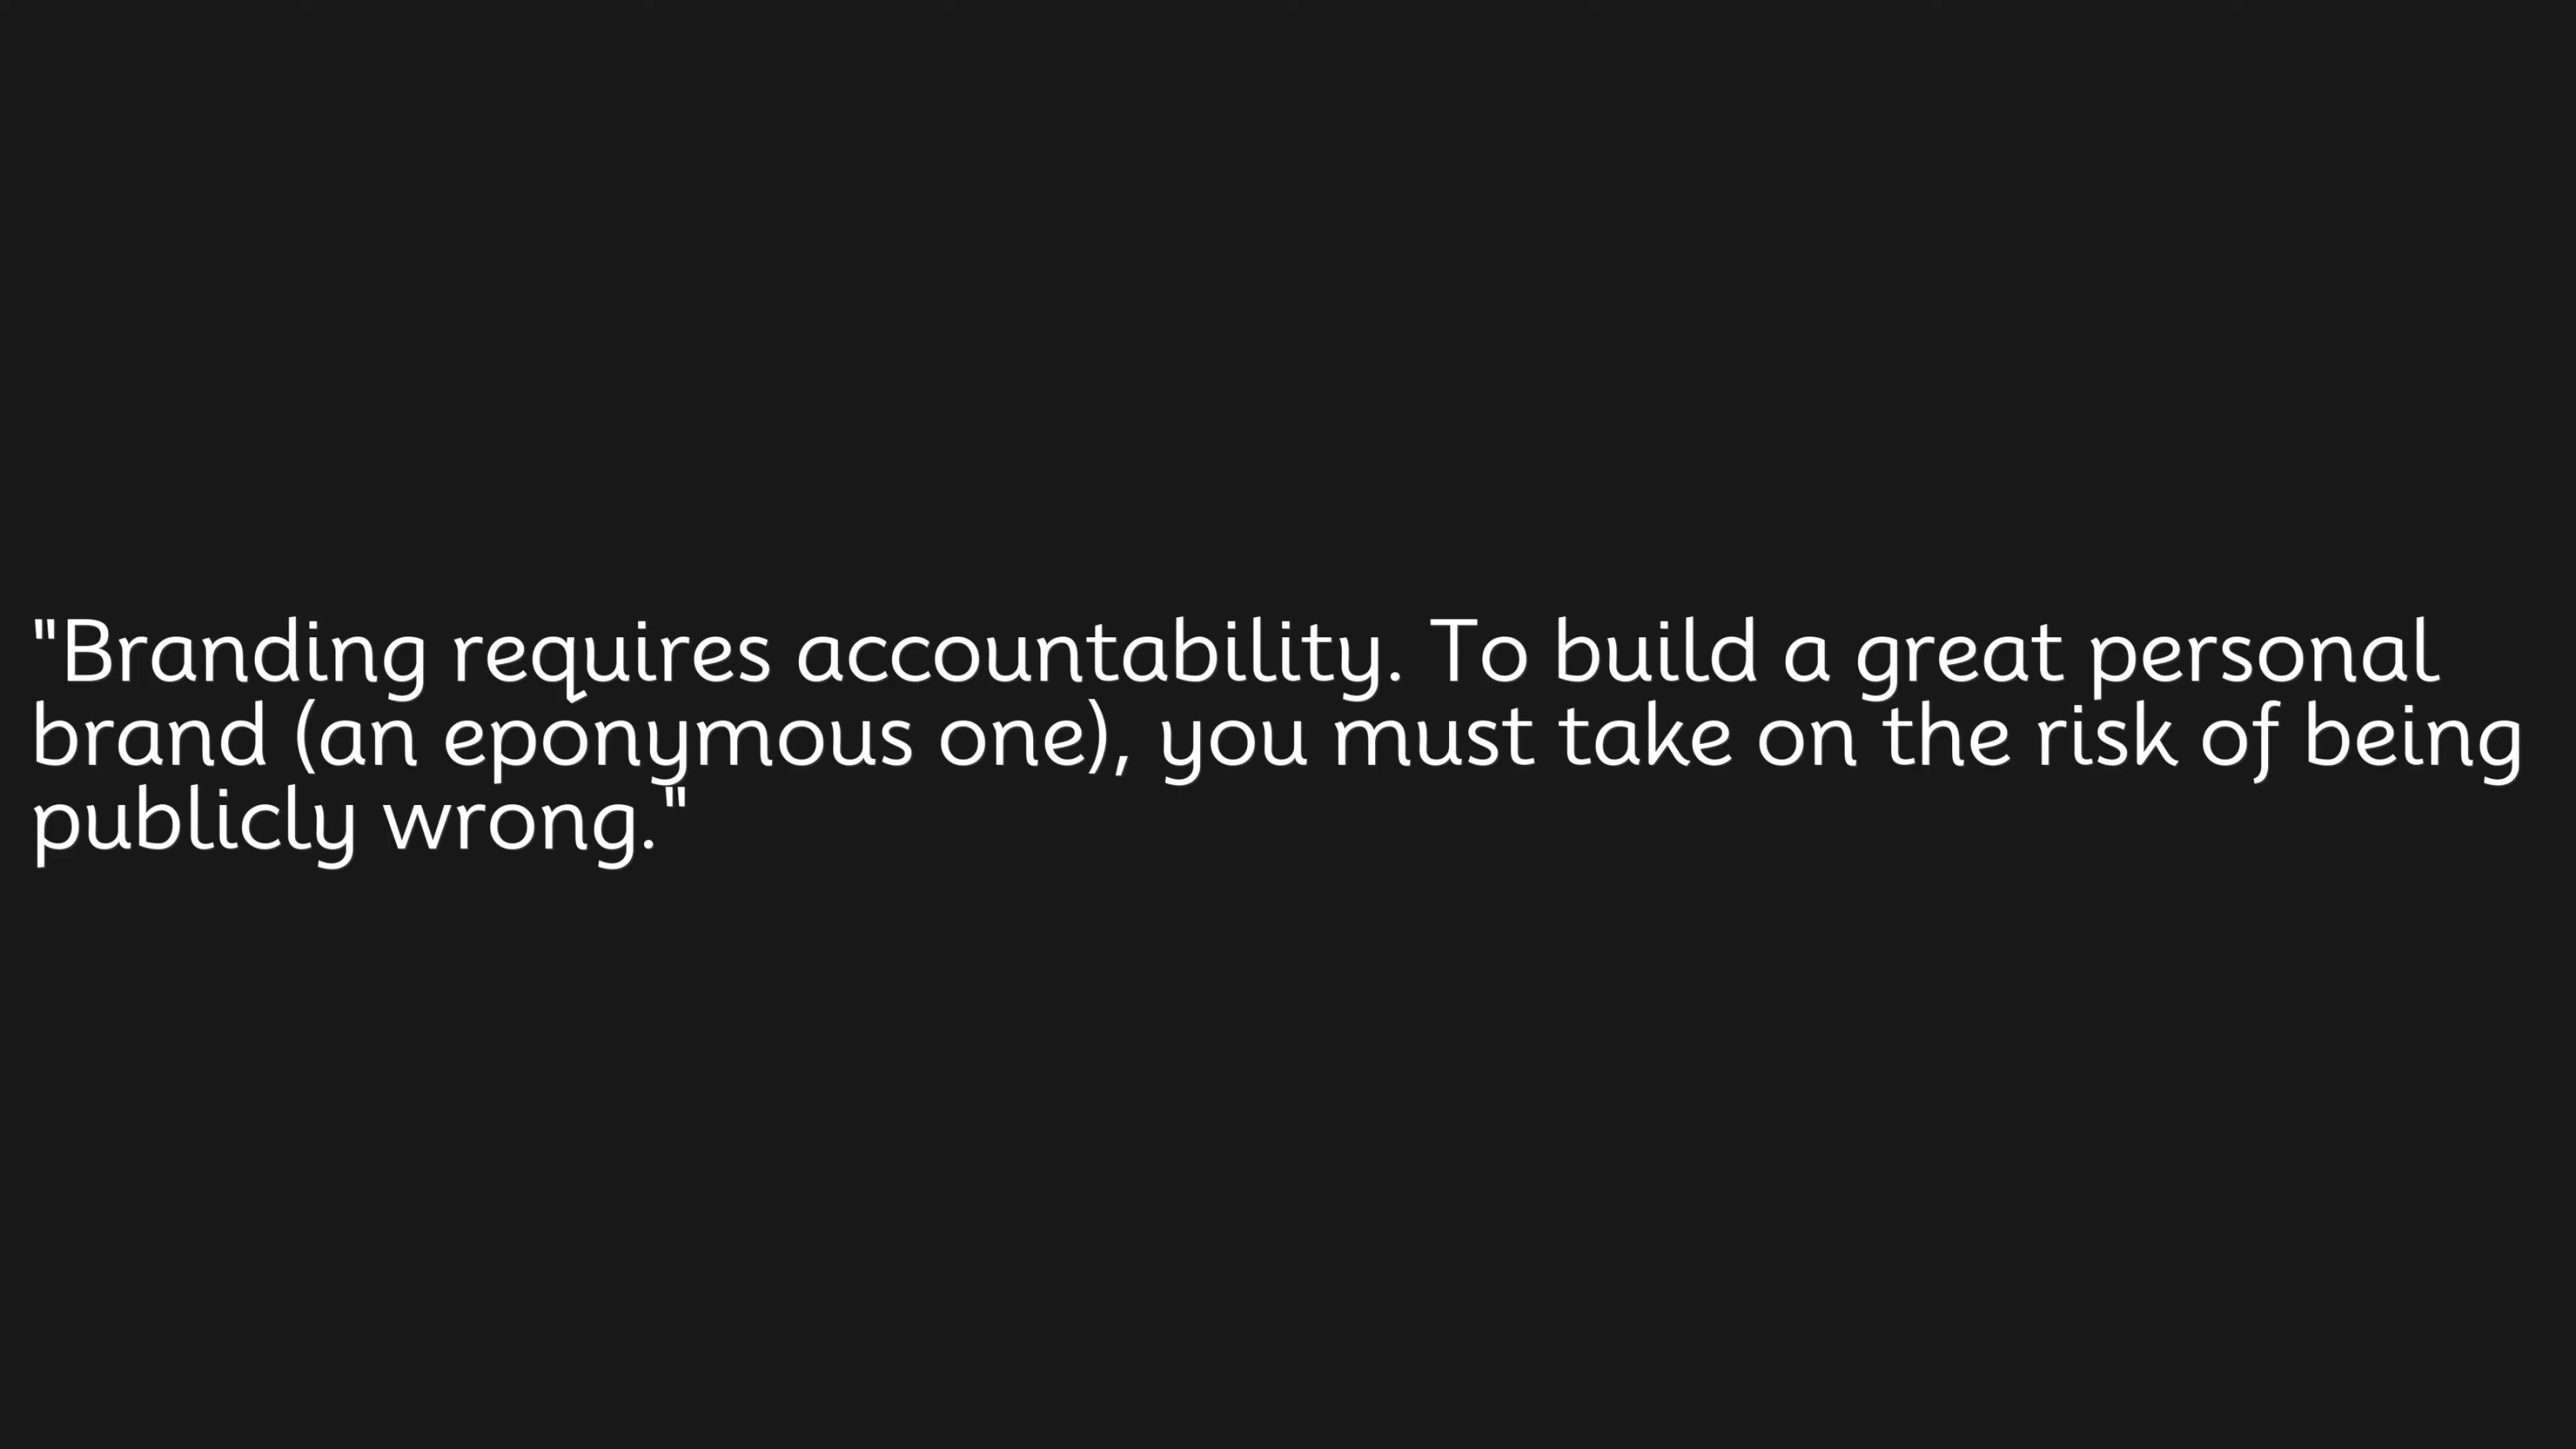 "Branding requires accountability. To build a great personal
brand (an eponymous one), you must take on the risk of being
publicly wrong."